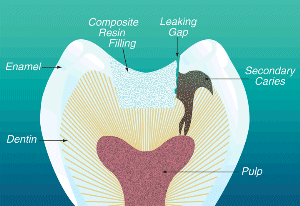 Composite
Resin
Filling
Leaking
Gap
Enamel
Secondary
Caries
Dentin
Pulp